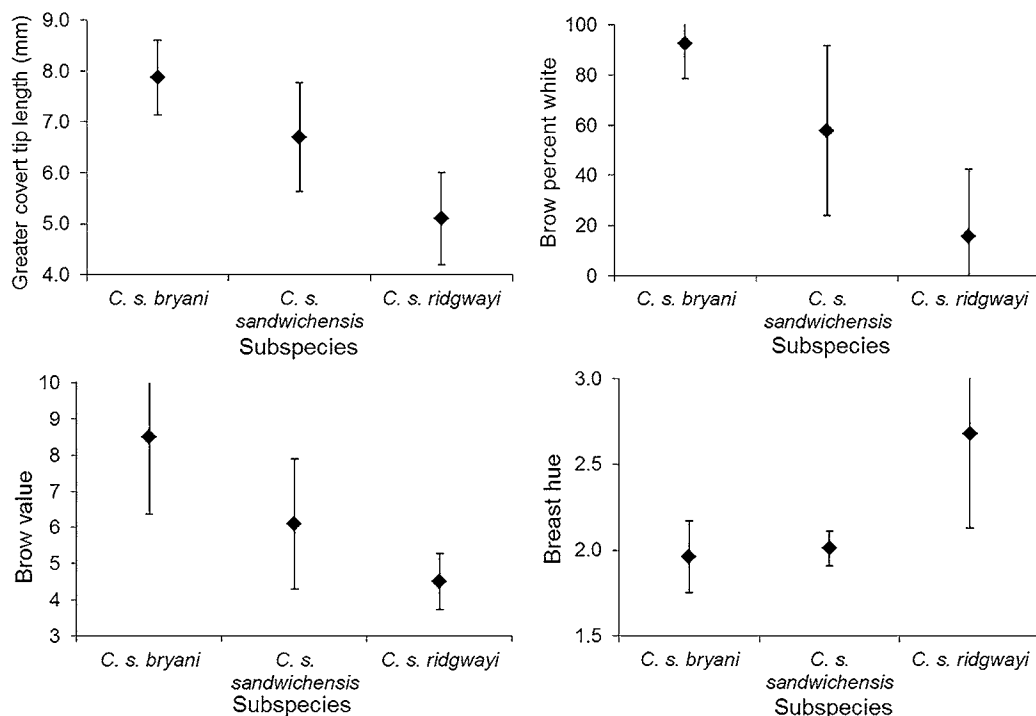 Greater covert tip length (mm)
9.0
8.0
7.0
6.0
5.0
4.0
C. s. bryani
C. s.
sandwichensis
C. s. ridgwayi
Subspecies
Brow percent white
100
80
60
40
20
0
C. s. bryani
C. s.
sandwichensis
C. s. ridgwayi
Subspecies
Brow value
10
9
8
7
6
5
4
3
C. s. bryani
C. s.
sandwichensis
C. s. ridgwayi
Subspecies
Breast hue
3.0
2.5
2.0
1.5
C. s. bryani
C. s.
sandwichensis
C. s. ridgwayi
Subspecies